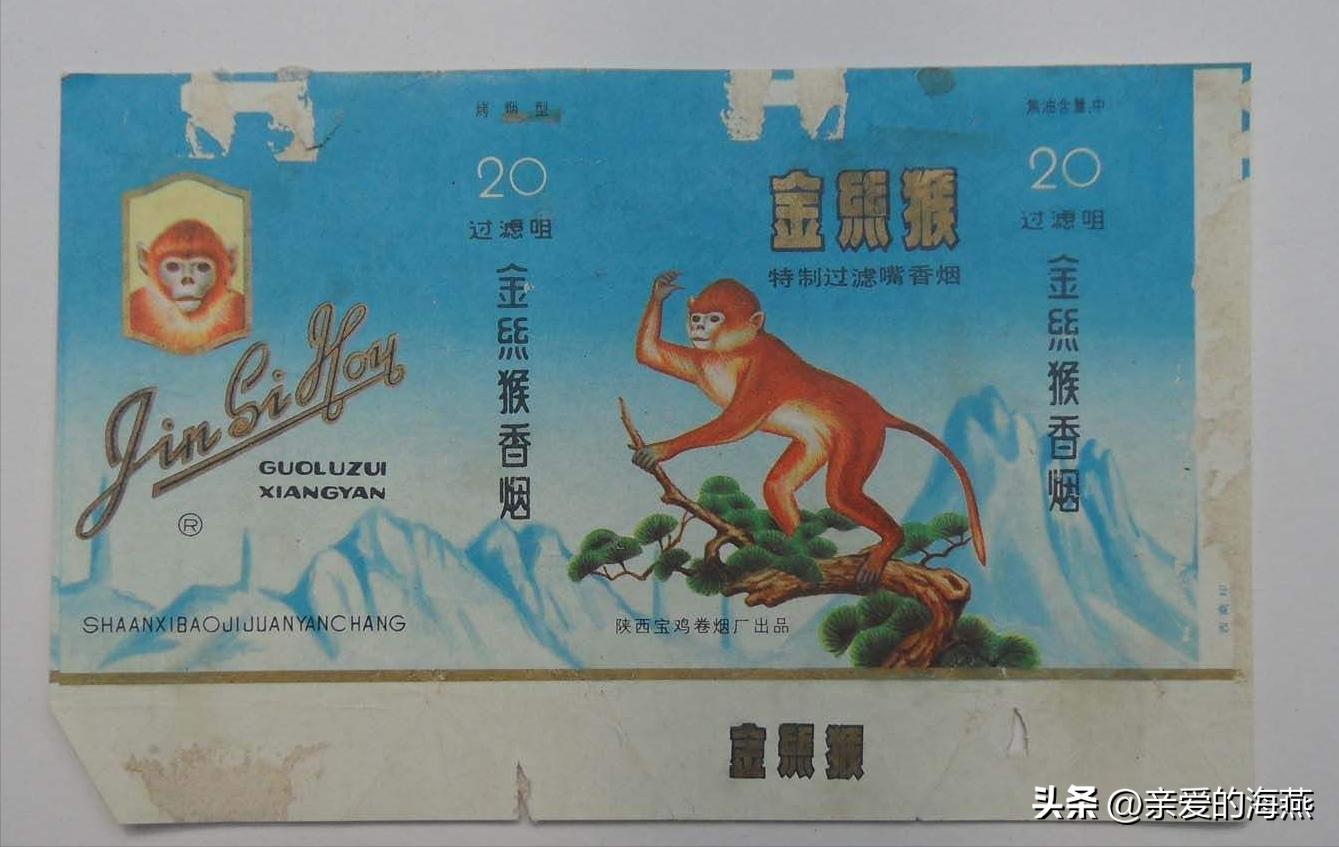 Jin Si Hou
GUOLUZUI
XIANGYAN
®
SHAANXIBAOJIJUANYANCHANG
烤烟型
20
过滤咀
金丝猴香烟
金丝猴
特制过滤嘴香烟
陕西宝鸡卷烟厂出品
焦油含量.中
20
过滤咀
金丝猴香烟
金丝猴
头条 @亲爱的海燕